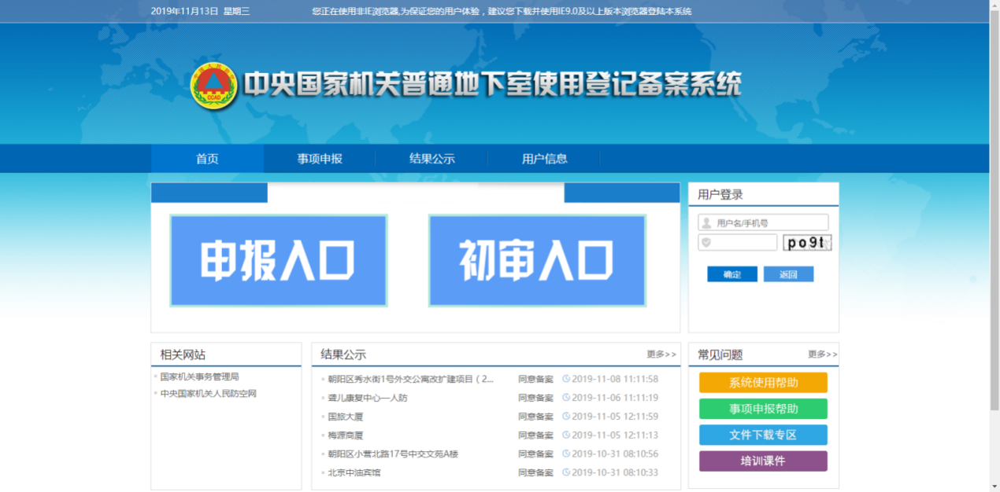 2019年11月13日 星期三
您正在使用非IE浏览器,为保证您的用户体验，建议您下载并使用IE9.0及以上版本浏览器登陆本系统
CCAD
中央国家机关普通地下室使用登记备案系统
首页 事项申报 结果公示 用户信息
申报入口
初审入口
用户登录
用户名/手机号
po9t
确定 返回
相关网站
国家机关事务管理局
中央国家机关人民防空网
结果公示 更多>>
朝阳区秀水街1号外交公寓改扩建项目（2... 同意备案 2019-11-08 11:11:58
聋儿康复中心—人防 同意备案 2019-11-06 11:11:19
国旅大厦 同意备案 2019-11-05 12:11:59
梅源商厦 同意备案 2019-11-05 12:11:13
朝阳区小营北路17号中交文苑A楼 同意备案 2019-10-31 08:10:56
北京中油宾馆 同意备案 2019-10-31 08:10:33
常见问题 更多>>
系统使用帮助
事项申报帮助
文件下载专区
培训课件